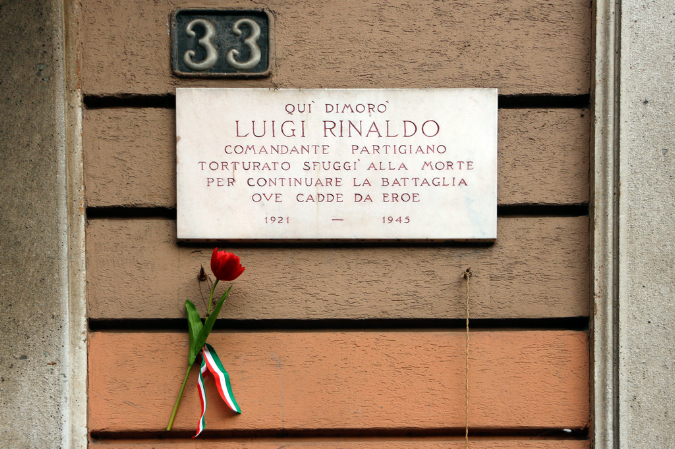 33
QUI̓ DIMORÒ
LUIGI RINALDO
COMANDANTE PARTIGIANO
TORTURATO SFUGGI' ALLA MORTE
PER CONTINUARE LA BATTAGLIA
OVE CADDE DA EROE
1921 — 1945